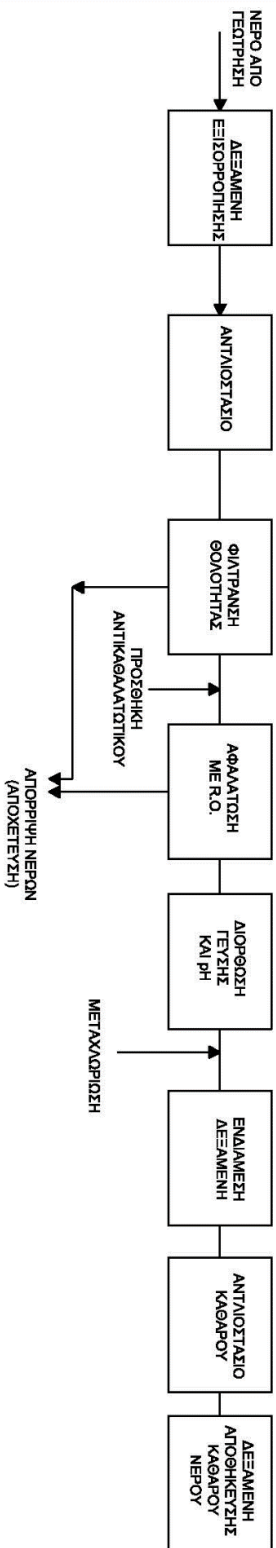 ΝΕΡΟ ΑΠΟ
ΓΕΩΤΡΗΣΗ
ΔΕΞΑΜΕΝΗ
ΕΞΙΣΟΡΡΟΠΗΣΗΣ
ΑΝΤΛΙΟΣΤΑΣΙΟ
ΦΙΛΤΡΑΝΣΗ
ΘΟΛΟΤΗΤΑΣ
ΠΡΟΣΘΗΚΗ
ΑΝΤΙΚΑΘΑΛΑΤΩΤΙΚΟΥ
ΑΦΑΛΑΤΩΣΗ
ΜΕ R.O.
ΑΠΟΡΡΙΨΗ ΝΕΡΩΝ
(ΑΠΟΧΕΤΕΥΣΗ)
ΔΙΟΡΘΩΣΗ
ΓΕΥΣΗΣ
ΚΑΙ pH
ΜΕΤΑΧΛΩΡΙΩΣΗ
ΕΝΔΙΑΜΕΣΗ
ΔΕΞΑΜΕΝΗ
ΑΝΤΛΙΟΣΤΑΣΙΟ
ΚΑΘΑΡΟΥ
ΔΕΞΑΜΕΝΗ
ΑΠΟΘΗΚΕΥΣΗΣ
ΚΑΘΑΡΟΥ
ΝΕΡΟΥ